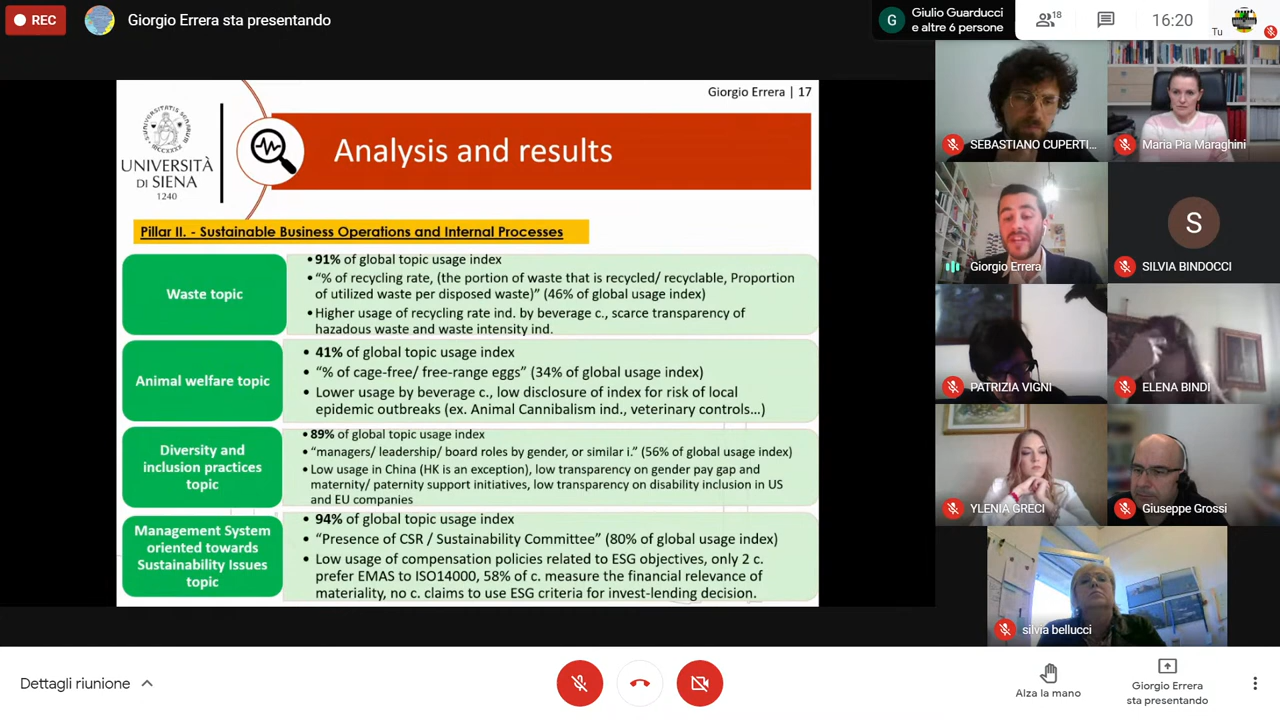 REC
Giorgio Errera sta presentando
G
Giulio Guarducci
e altre 6 persone
18
16:20
Tu
Giorgio Errera | 17
UNIVERSITÀ
DI SIENA
1240
Analysis and results
Pillar II. - Sustainable Business Operations and Internal Processes
Waste topic
•91% of global topic usage index
•"% of recycling rate, (the portion of waste that is recycled/ recyclable, Proportion
of utilized waste per disposed waste)" (46% of global usage index)
•Higher usage of recycling rate ind. by beverage c., scarce transparency of
hazadous waste and waste intensity ind.
Animal welfare topic
• 41% of global topic usage index
• "% of cage-free/ free-range eggs" (34% of global usage index)
• Lower usage by beverage c., low disclosure of index for risk of local
epidemic outbreaks (ex. Animal Cannibalism ind., veterinary controls...)
Diversity and
inclusion practices
topic
•89% of global topic usage index
•"managers/ leadership/ board roles by gender, or similar i." (56% of global usage index)
•Low usage in China (HK is an exception), low transparency on gender pay gap and
maternity/ paternity support initiatives, low transparency on disability inclusion in US
and EU companies
Management System
oriented towards
Sustainability Issues
topic
• 94% of global topic usage index
• "Presence of CSR / Sustainability Committee" (80% of global usage index)
• Low usage of compensation policies related to ESG objectives, only 2 c.
prefer EMAS to ISO14000, 58% of c. measure the financial relevance of
materiality, no c. claims to use ESG criteria for invest-lending decision.
SEBASTIANO CUPERTI...
Maria Pia Maraghini
Giorgio Errera
S
SILVIA BINDOCCI
PATRIZIA VIGNI
ELENA BINDI
YLENIA GRECI
Giuseppe Grossi
silvia bellucci
Dettagli riunione
Alza la mano
Giorgio Errera
sta presentando